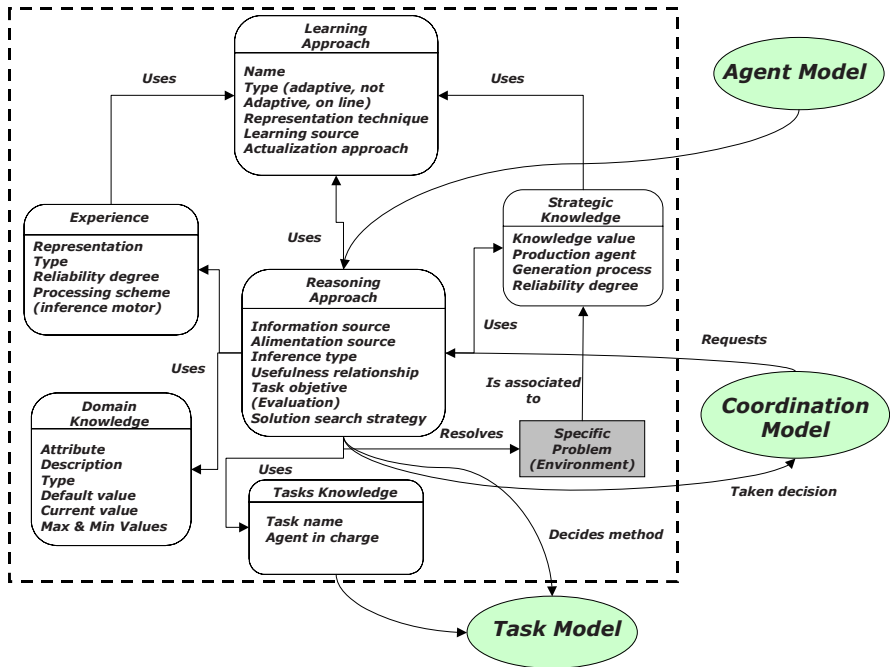 Learning
Approach
Name
Type (adaptive, not
Adaptive, on line)
Representation technique
Learning source
Actualization approach
Uses
Uses
Agent Model
Experience
Representation
Type
Reliability degree
Processing scheme
(inference motor)
Uses
Strategic
Knowledge
Knowledge value
Production agent
Generation process
Reliability degree
Reasoning
Approach
Information source
Alimentation source
Inference type
Usefulness relationship
Task objetive
(Evaluation)
Solution search strategy
Uses
Requests
Uses
Is associated
to
Domain
Knowledge
Attribute
Description
Type
Default value
Current value
Max & Min Values
Coordination
Model
Resolves
Specific
Problem
(Environment)
Uses
Tasks Knowledge
Task name
Agent in charge
Taken decision
Decides method
Task Model